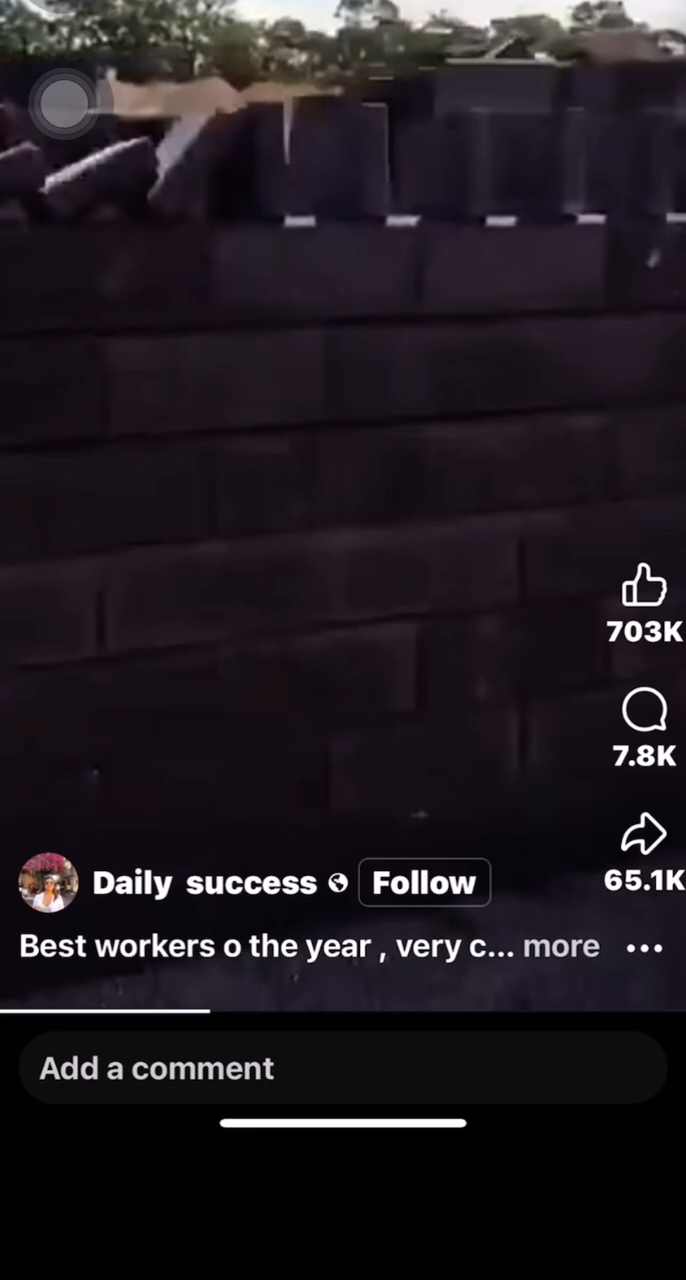 703K
7.8K
65.1K
Daily success Follow
Best workers o the year , very c... more
Add a comment